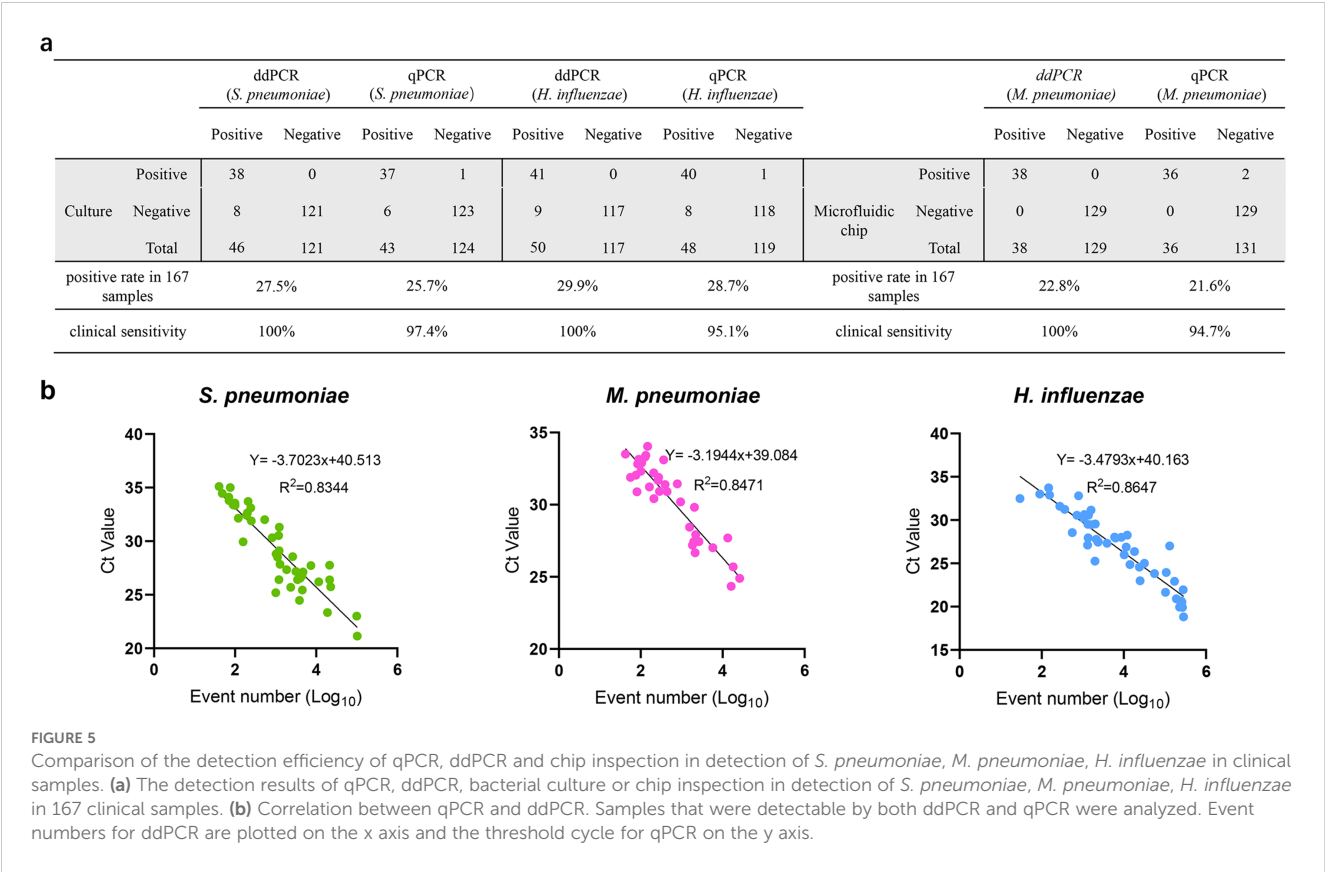 a
ddPCR qPCR ddPCR qPCR ddPCR qPCR
(S. pneumoniae) (S. pneumoniae) (H. influenzae) (H. influenzae) (M. pneumoniae) (M. pneumoniae)
Positive Negative Positive Negative Positive Negative Positive Negative Positive Negative Positive Negative
Positive 38 0 37 1 41 0 40 1 Positive 38 0 36 2
Culture Negative 8 121 6 123 9 117 8 118 Microfluidic chip Negative 0 129 0 129
Total 46 121 43 124 50 117 48 119 Total 38 129 36 131
positive rate in 167 samples 27.5% 25.7% 29.9% 28.7% positive rate in 167 samples 22.8% 21.6%
clinical sensitivity 100% 97.4% 100% 95.1% clinical sensitivity 100% 94.7%
b
S. pneumoniae
40
35
30
25
20
Ct Value
Y= -3.7023x+40.513
R2=0.8344
0 2 4 6
Event number (Log10)
M. pneumoniae
35
30
25
20
Ct Value
Y= -3.1944x+39.084
R2=0.8471
0 2 4 6
Event number (Log10)
H. influenzae
40
35
30
25
20
15
Ct Value
Y= -3.4793x+40.163
R2=0.8647
0 2 4 6
Event number (Log10)
FIGURE 5
Comparison of the detection efficiency of qPCR, ddPCR and chip inspection in detection of S. pneumoniae, M. pneumoniae, H. influenzae in clinical
samples. (a) The detection results of qPCR, ddPCR, bacterial culture or chip inspection in detection of S. pneumoniae, M. pneumoniae, H. influenzae
in 167 clinical samples. (b) Correlation between qPCR and ddPCR. Samples that were detectable by both ddPCR and qPCR were analyzed. Event
numbers for ddPCR are plotted on the x axis and the threshold cycle for qPCR on the y axis.